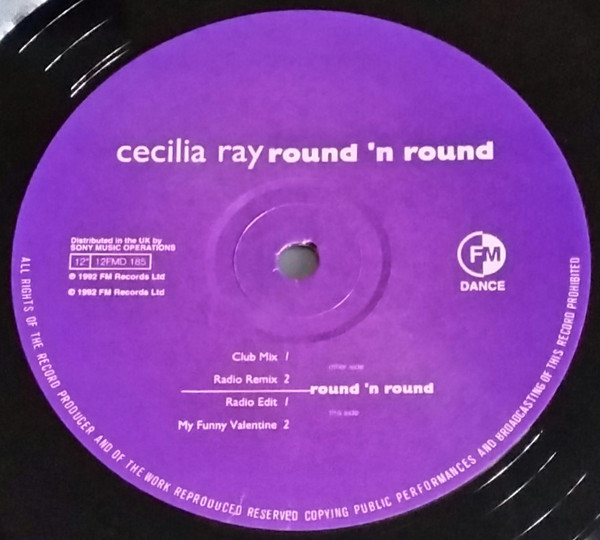 cecilia ray round 'n round
Distributed in the UK by
SONY MUSIC OPERATIONS
12" 12FMD 185
℗ 1992 FM Records Ltd
© 1992 FM Records Ltd
FM
DANCE
Club Mix 1
Radio Remix 2
round 'n round
Radio Edit 1
My Funny Valentine 2
ALL RIGHTS OF THE RECORD PRODUCER AND OF THE WORK REPRODUCED RESERVED COPYING PUBLIC PERFORMANCES AND BROADCASTING OF THIS RECORD PROHIBITED